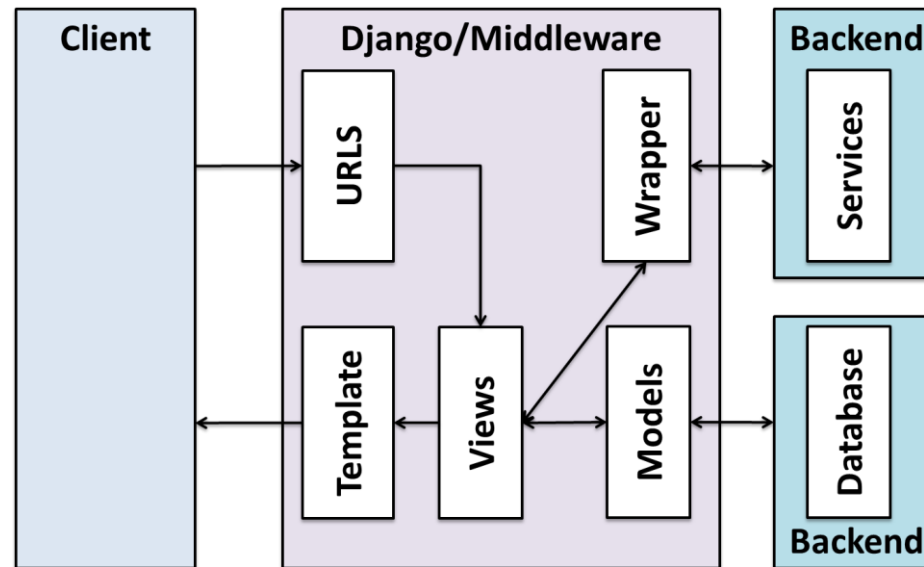 Client
Django/Middleware
Backend
URLS
Wrapper
Services
Template
Views
Models
Database
Backend